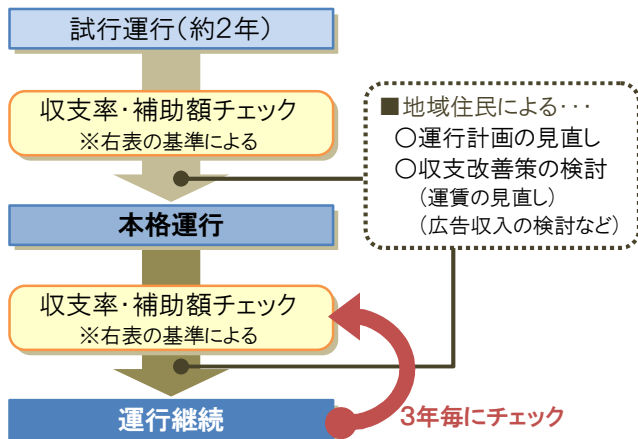 試行運行(約2年)
収支率・補助額チェック
※右表の基準による
■地域住民による･･･
○運行計画の見直し
○収支改善策の検討
(運賃の見直し)
(広告収入の検討など)
本格運行
収支率・補助額チェック
※右表の基準による
運行継続
3年毎にチェック